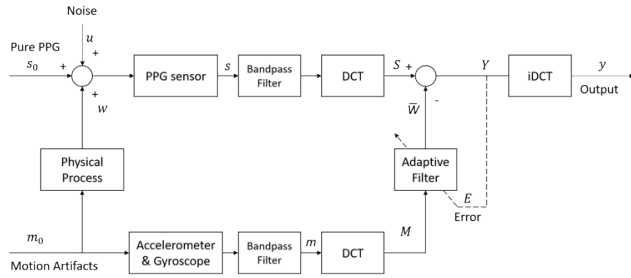 Noise
u
Pure PPG
s₀
+
+
+
w
PPG sensor
s
Bandpass
Filter
DCT
S
+
-
Y
iDCT
y
Output
W̅
Physical
Process
Adaptive
Filter
E
Error
m₀
Motion Artifacts
Accelerometer
& Gyroscope
Bandpass
Filter
m
DCT
M